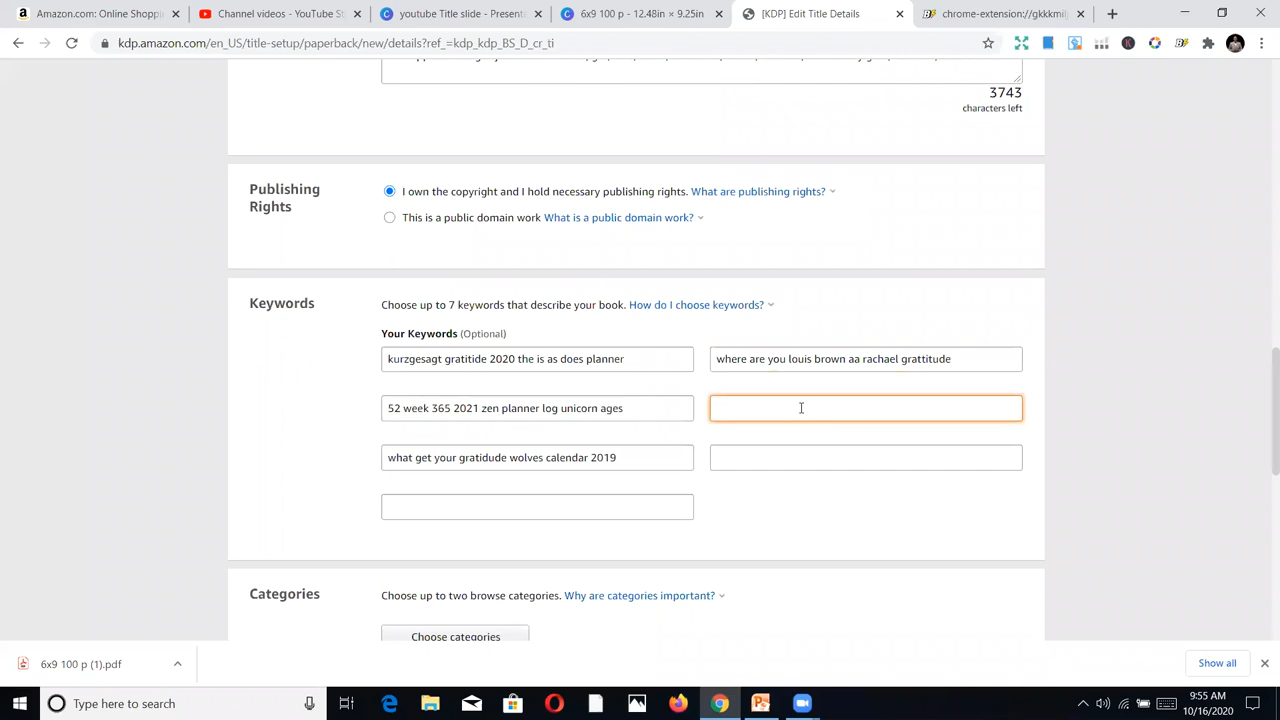 Amazon.com: Online Shoppi
Channel videos - YouTube St
youtube Title slide - Presenta
6x9 100 p - 12.48in × 9.25in
[KDP] Edit Title Details
chrome-extension://gkkkmil
kdp.amazon.com/en_US/title-setup/paperback/new/details?ref_=kdp_kdp_BS_D_cr_ti
3743
characters left
Publishing Rights
I own the copyright and I hold necessary publishing rights. What are publishing rights?
This is a public domain work What is a public domain work?
Keywords
Choose up to 7 keywords that describe your book. How do I choose keywords?
Your Keywords (Optional)
kurzgesagt gratitide 2020 the is as does planner
where are you louis brown aa rachael grattitude
52 week 365 2021 zen planner log unicorn ages
what get your gratidude wolves calendar 2019
Categories
Choose up to two browse categories. Why are categories important?
Choose categories
6x9 100 p (1).pdf
Show all
Type here to search
9:55 AM
10/16/2020